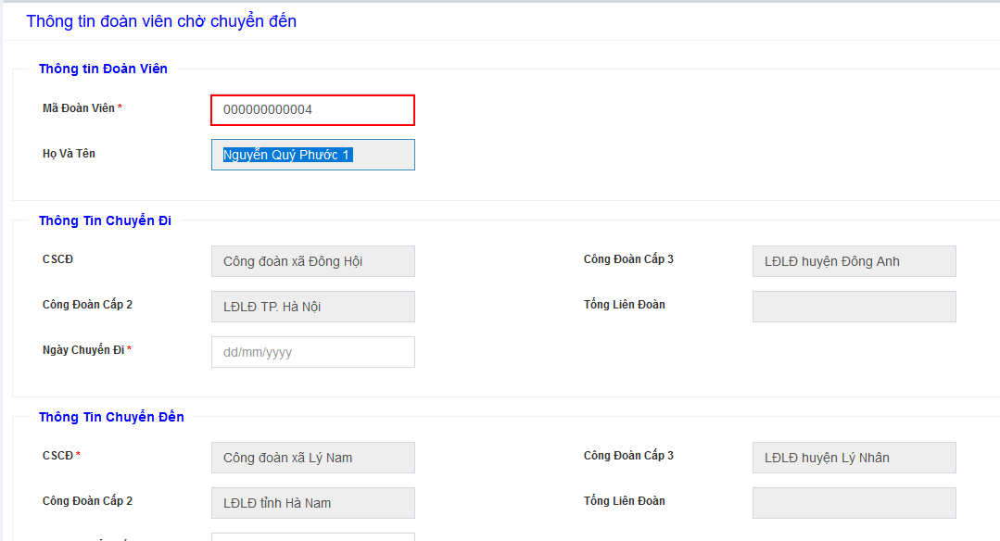 Thông tin đoàn viên chờ chuyển đến
Thông tin Đoàn Viên
Mã Đoàn Viên * 000000000004
Họ Và Tên Nguyễn Quý Phước 1
Thông Tin Chuyển Đi
CSCĐ Công đoàn xã Đông Hội Công Đoàn Cấp 3 LĐLĐ huyện Đông Anh
Công Đoàn Cấp 2 LĐLĐ TP. Hà Nội Tổng Liên Đoàn
Ngày Chuyển Đi * dd/mm/yyyy
Thông Tin Chuyển Đến
CSCĐ * Công đoàn xã Lý Nam Công Đoàn Cấp 3 LĐLĐ huyện Lý Nhân
Công Đoàn Cấp 2 LĐLĐ tỉnh Hà Nam Tổng Liên Đoàn